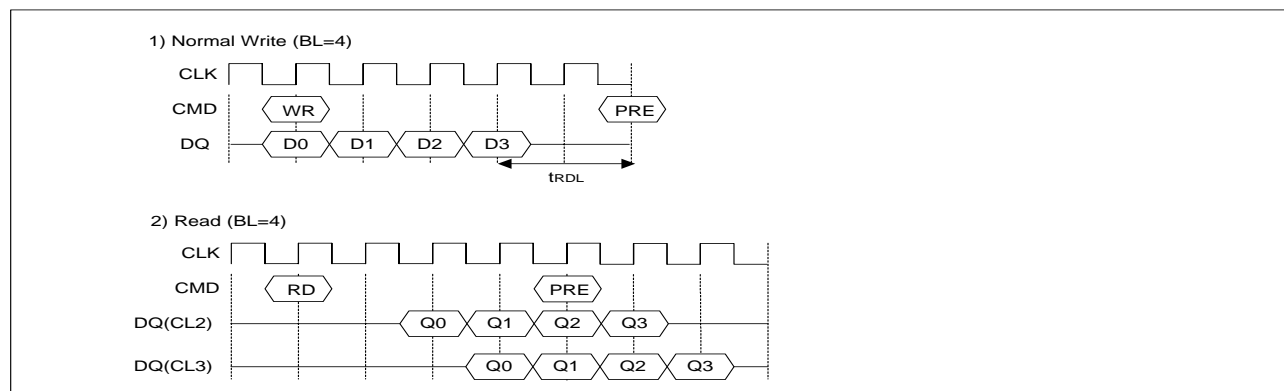 1) Normal Write (BL=4)
CLK
CMD WR PRE
DQ D0 D1 D2 D3
tRDL
2) Read (BL=4)
CLK
CMD RD PRE
DQ(CL2) Q0 Q1 Q2 Q3
DQ(CL3) Q0 Q1 Q2 Q3